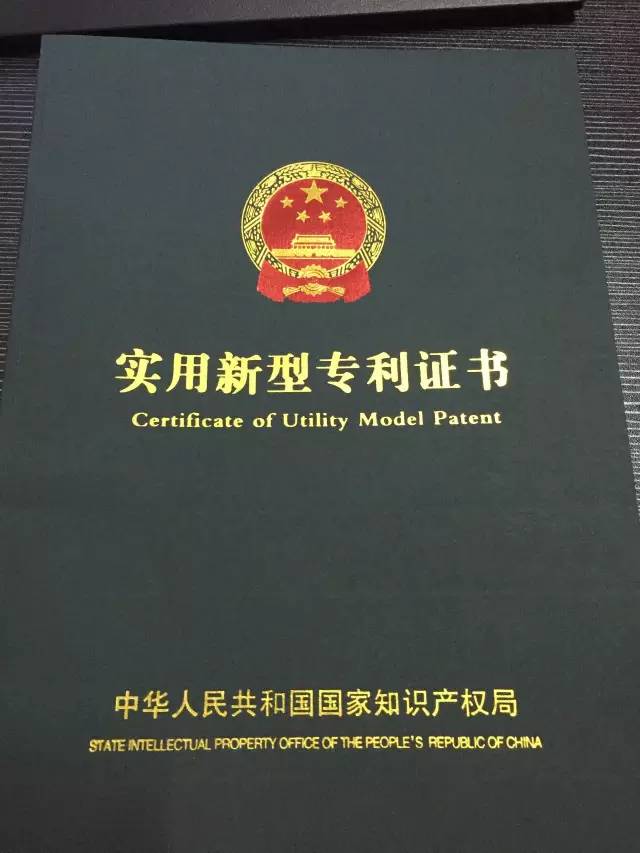 实用新型专利证书
Certificate of Utility Model Patent
中华人民共和国国家知识产权局
STATE INTELLECTUAL PROPERTY OFFICE OF THE PEOPLE'S REPUBLIC OF CHINA